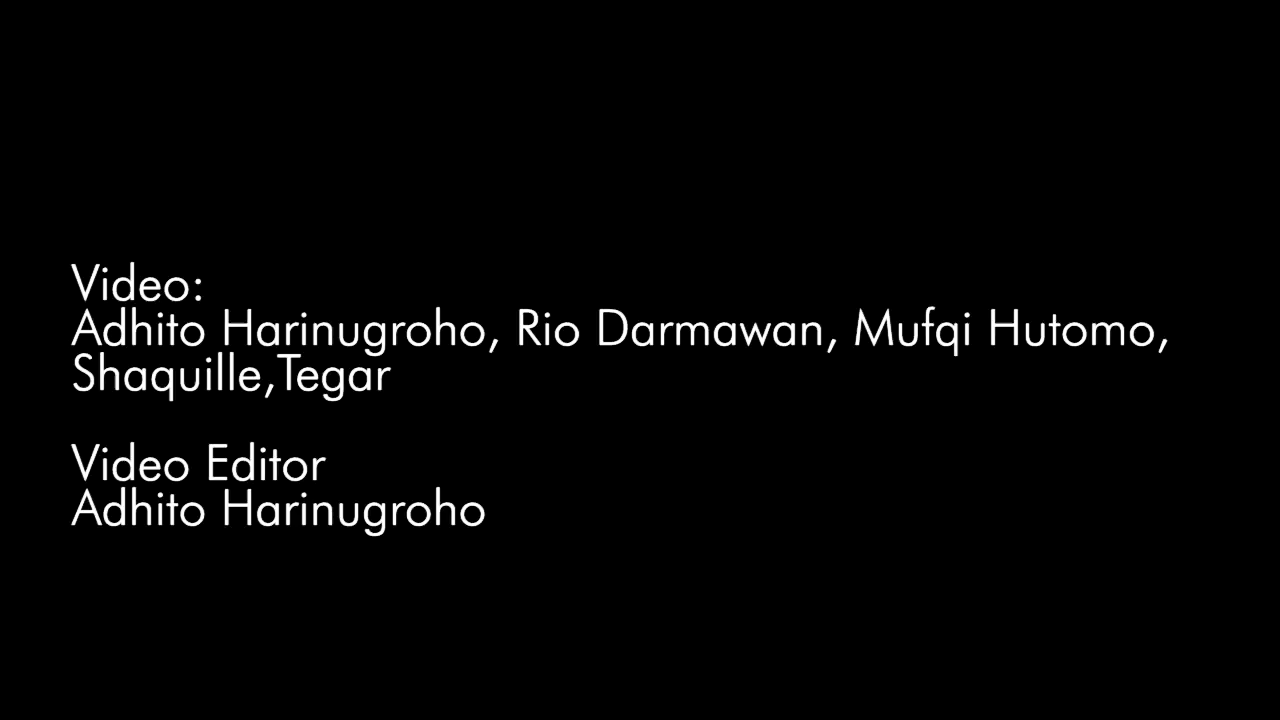 Video:
Adhito Harinugroho, Rio Darmawan, Mufqi Hutomo,
Shaquille,Tegar
Video Editor
Adhito Harinugroho